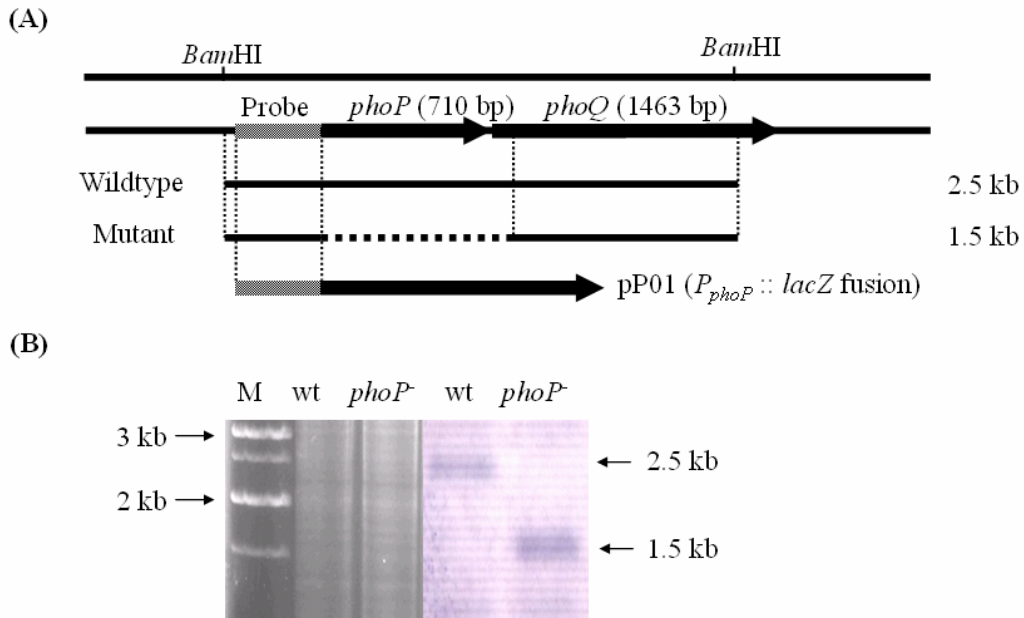 (A)
BamHI BamHI
Probe phoP (710 bp) phoQ (1463 bp)
Wildtype 2.5 kb
Mutant 1.5 kb
pP01 (PphoP :: lacZ fusion)
(B)
M wt phoP- wt phoP-
3 kb
2.5 kb
2 kb
1.5 kb